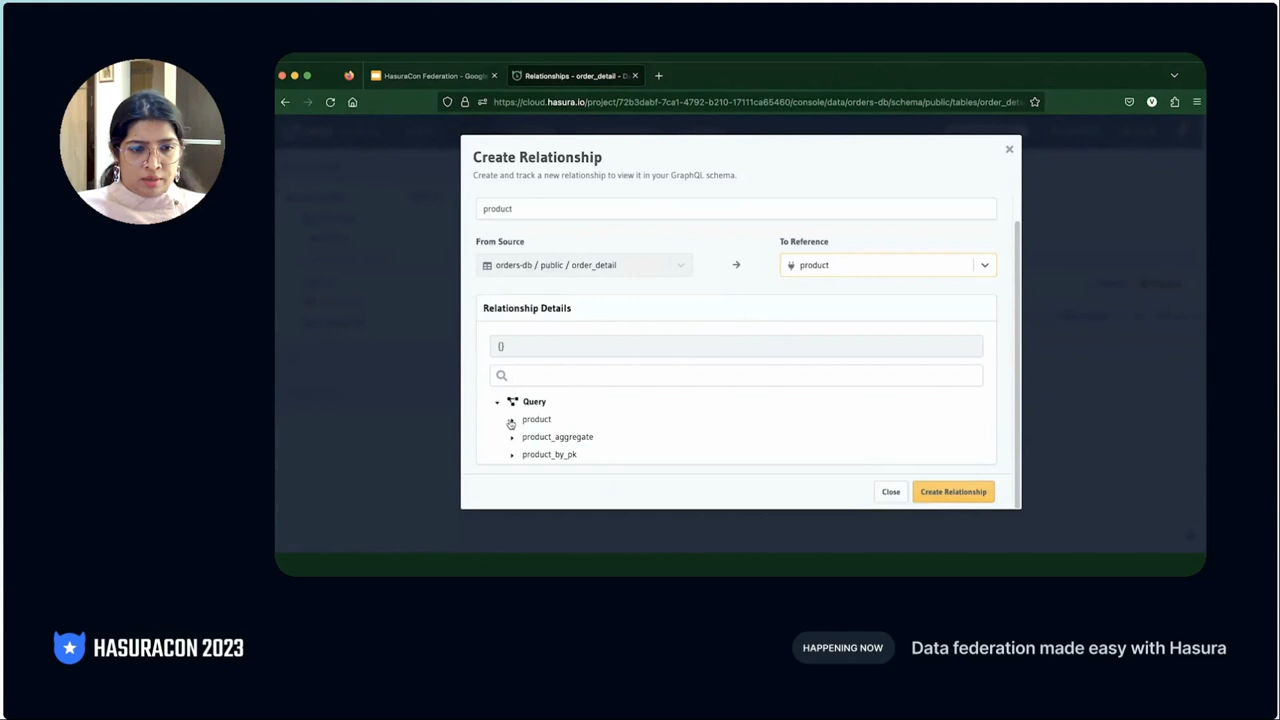 HasuraCon Federation - Google
Relationships - order_detail - D
https://cloud.hasura.io/project/72b3dabf-7ca1-4792-b210-17111ca65460/console/data/orders-db/schema/public/tables/order_deta
Create Relationship
Create and track a new relationship to view it in your GraphQL schema.
product
From Source
To Reference
orders-db / public / order_detail
product
Relationship Details
{}
Query
product
product_aggregate
product_by_pk
Close
Create Relationship
HASURACON 2023
HAPPENING NOW
Data federation made easy with Hasura